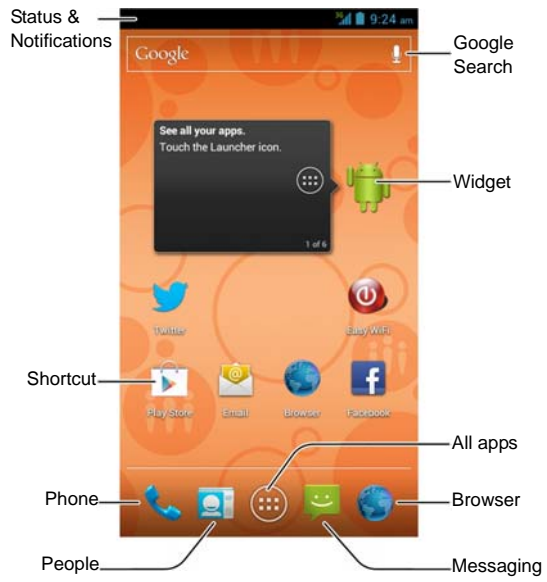 Status &
Notifications
3G 9:24 am
Google
Google
Search
See all your apps.
Touch the Launcher icon.
1 of 6
Widget
Twitter
Easy WiFi
Shortcut
Play Store
Email
Browser
Facebook
All apps
Phone
Browser
People
Messaging